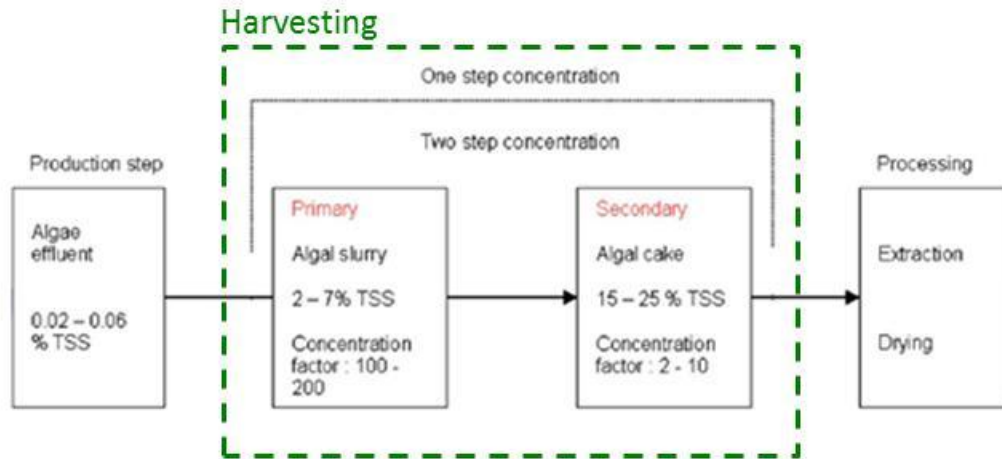 Harvesting
One step concentration
Two step concentration
Production step
Algae
effluent
0.02 – 0.06
% TSS
Primary
Algal slurry
2 – 7% TSS
Concentration
factor : 100 -
200
Secondary
Algal cake
15 – 25 % TSS
Concentration
factor : 2 - 10
Processing
Extraction
Drying